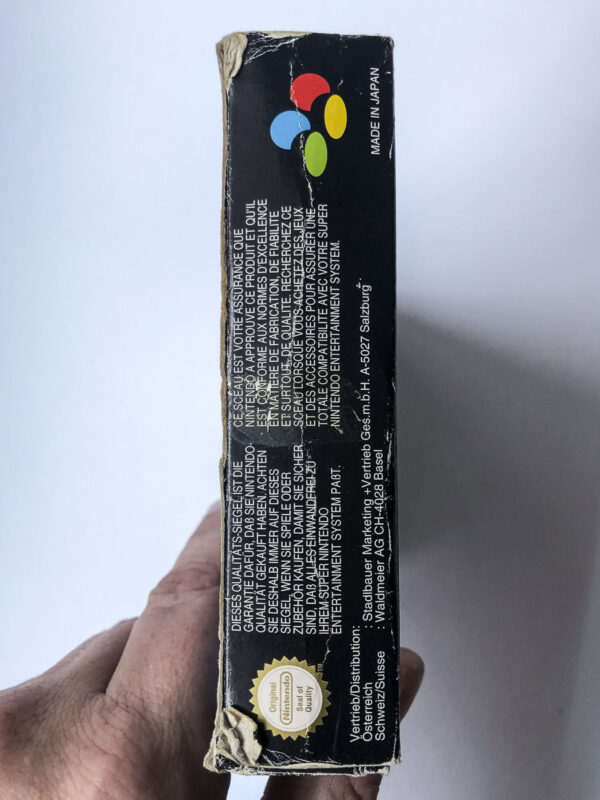 Original
Nintendo
Seal of
Quality
TM
DIESES QUALITÄTS-SIEGEL IST DIE
GARANTIE DAFÜR, DAß SIE NINTENDO-
QUALITÄT GEKAUFT HABEN. ACHTEN
SIE DESHALB IMMER AUF DIESES
SIEGEL, WENN SIE SPIELE ODER
ZUBEHÖR KAUFEN, DAMIT SIE SICHER
SIND, DAß ALLES EINWANDFREI ZU
IHREM SUPER NINTENDO
ENTERTAINMENT SYSTEM PAßT.
CE SCEAU EST VOTRE ASSURANCE QUE
NINTENDO A APPROUVE CE PRODUIT ET QU'IL
EST CONFORME AUX NORMES D'EXCELLENCE
EN MATIERE DE FABRICATION, DE FIABILITE
ET SURTOUT, DE QUALITE. RECHERCHEZ CE
SCEAU LORSQUE VOUS ACHETEZ DES JEUX
ET DES ACCESSOIRES POUR ASSURER UNE
TOTALE COMPATIBILITE AVEC VOTRE SUPER
NINTENDO ENTERTAINMENT SYSTEM.
Vertrieb/Distribution:
Österreich : Stadlbauer Marketing +Vertrieb Ges.m.b.H. A-5027 Salzburg
Schweiz/Suisse : Waldmeier AG CH-4028 Basel
MADE IN JAPAN